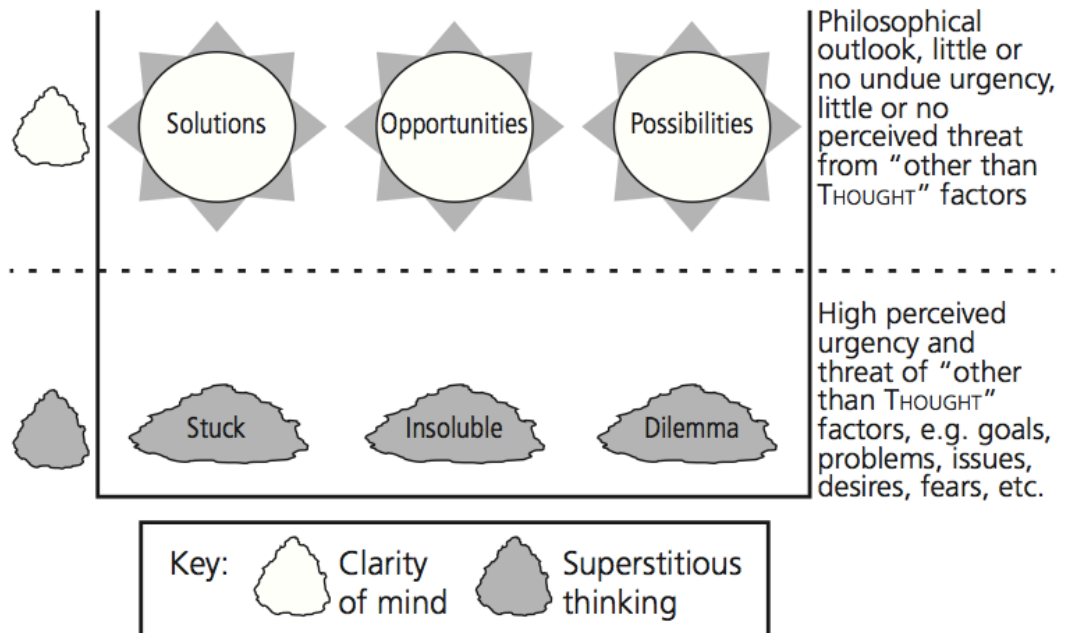 Solutions
Opportunities
Possibilities
Philosophical
outlook, little or
no undue urgency,
little or no
perceived threat
from “other than
THOUGHT” factors
Stuck
Insoluble
Dilemma
High perceived
urgency and
threat of “other
than THOUGHT”
factors, e.g. goals,
problems, issues,
desires, fears, etc.
Key:
Clarity
of mind
Superstitious
thinking